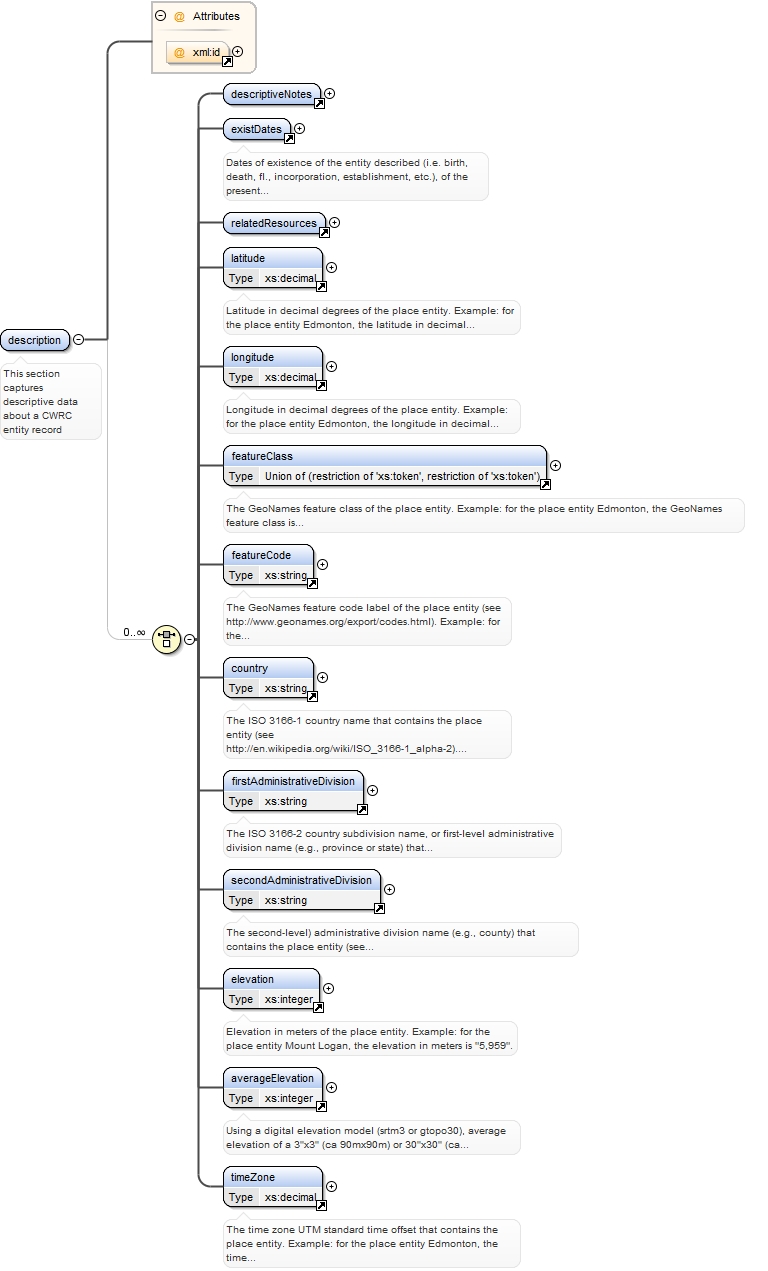 Attributes
@ xml:id
descriptiveNotes
existDates
Dates of existence of the entity described (i.e. birth,
death, fl., incorporation, establishment, etc.), of the
present...
relatedResources
latitude
Type xs:decimal
Latitude in decimal degrees of the place entity. Example: for
the place entity Edmonton, the latitude in decimal...
description
This section
captures
descriptive data
about a CWRC
entity record
longitude
Type xs:decimal
Longitude in decimal degrees of the place entity. Example:
for the place entity Edmonton, the longitude in decimal...
featureClass
Type Union of (restriction of 'xs:token', restriction of 'xs:token')
The GeoNames feature class of the place entity. Example: for the place entity Edmonton, the GeoNames
feature class is...
featureCode
Type xs:string
The GeoNames feature code label of the place entity (see
http://www.geonames.org/export/codes.html). Example: for
the...
0..∞
country
Type xs:string
The ISO 3166-1 country name that contains the place
entity (see
http://en.wikipedia.org/wiki/ISO_3166-1_alpha-2)....
firstAdministrativeDivision
Type xs:string
The ISO 3166-2 country subdivision name, or first-level administrative
division name (e.g., province or state) that...
secondAdministrativeDivision
Type xs:string
The second-level) administrative division name (e.g., county) that
contains the place entity (see...
elevation
Type xs:integer
Elevation in meters of the place entity. Example: for the
place entity Mount Logan, the elevation in meters is "5,959".
averageElevation
Type xs:integer
Using a digital elevation model (srtm3 or gtopo30), average
elevation of a 3"x3" (ca 90mx90m) or 30"x30" (ca...
timeZone
Type xs:decimal
The time zone UTM standard time offset that contains the
place entity. Example: for the place entity Edmonton, the
time...